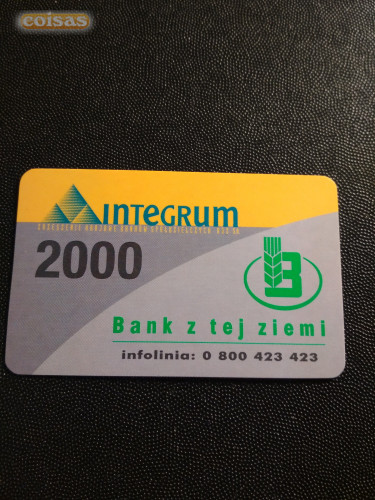 coisas
INTEGRUM
2000
B
Bank z tej ziemi
infolinia: 0 800 423 423